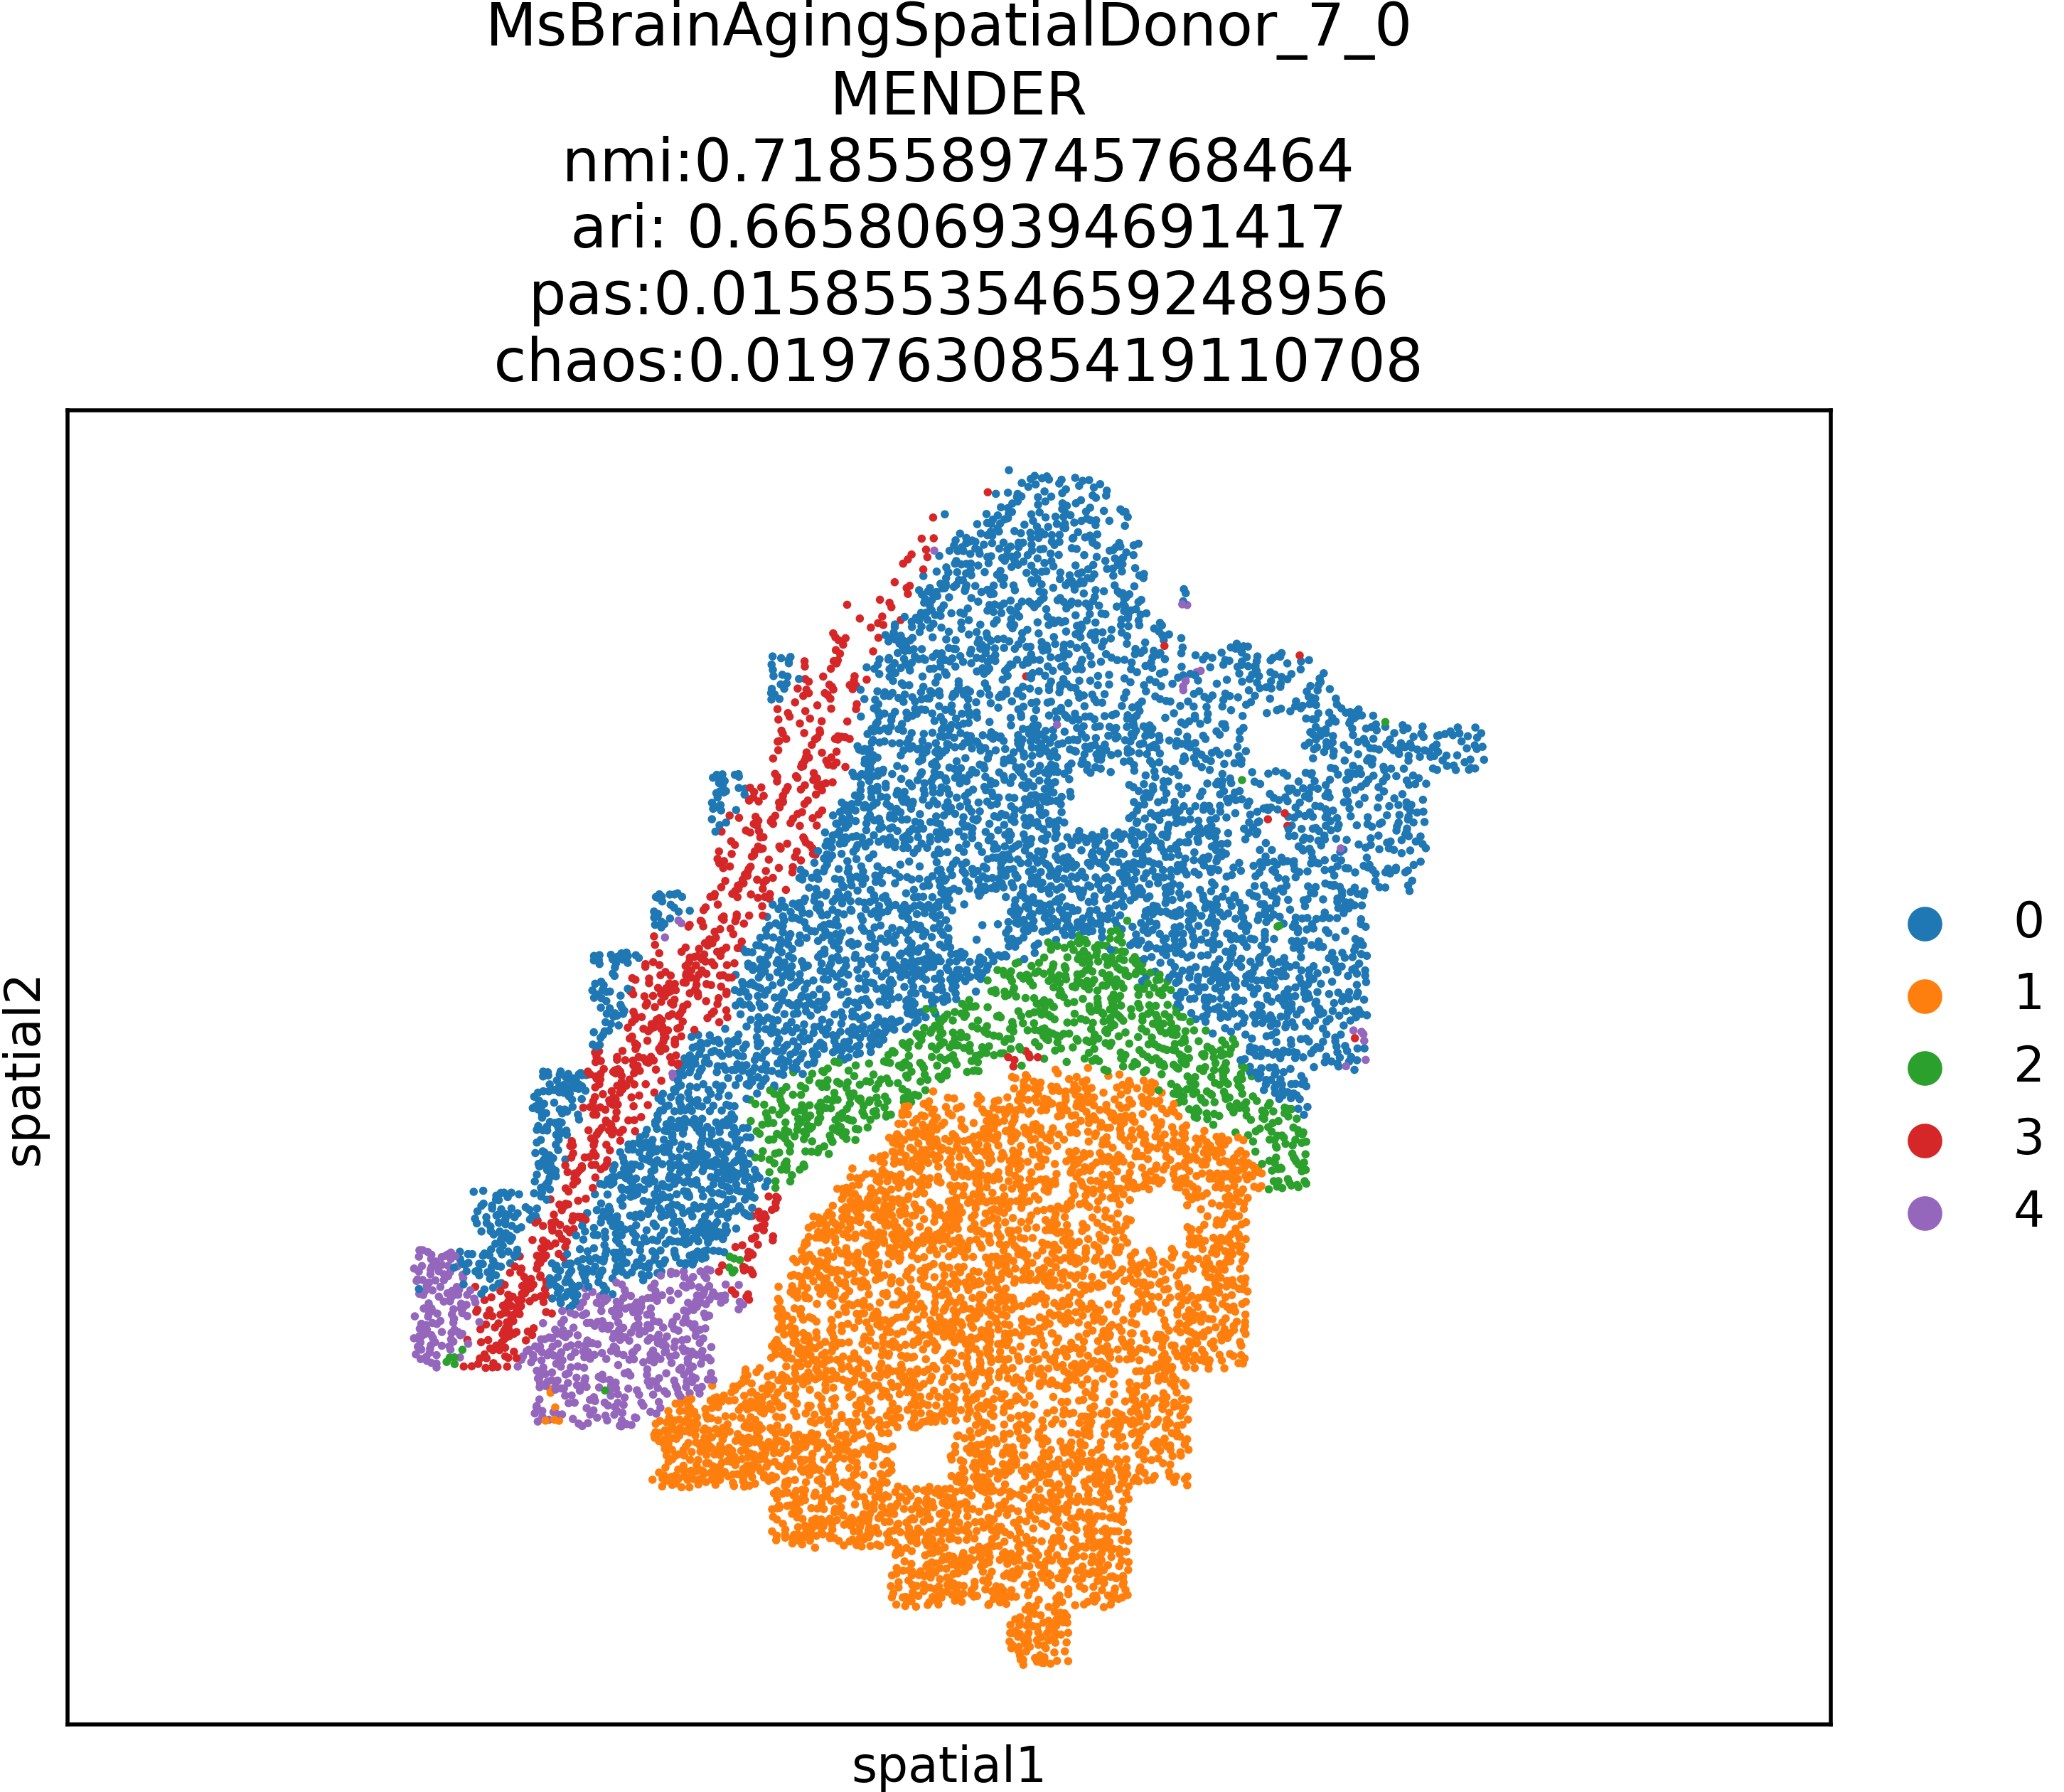 MsBrainAgingSpatialDonor_7_0
MENDER
nmi:0.7185589745768464
ari: 0.6658069394691417
pas:0.015855354659248956
chaos:0.019763085419110708
spatial2
spatial1
0
1
2
3
4